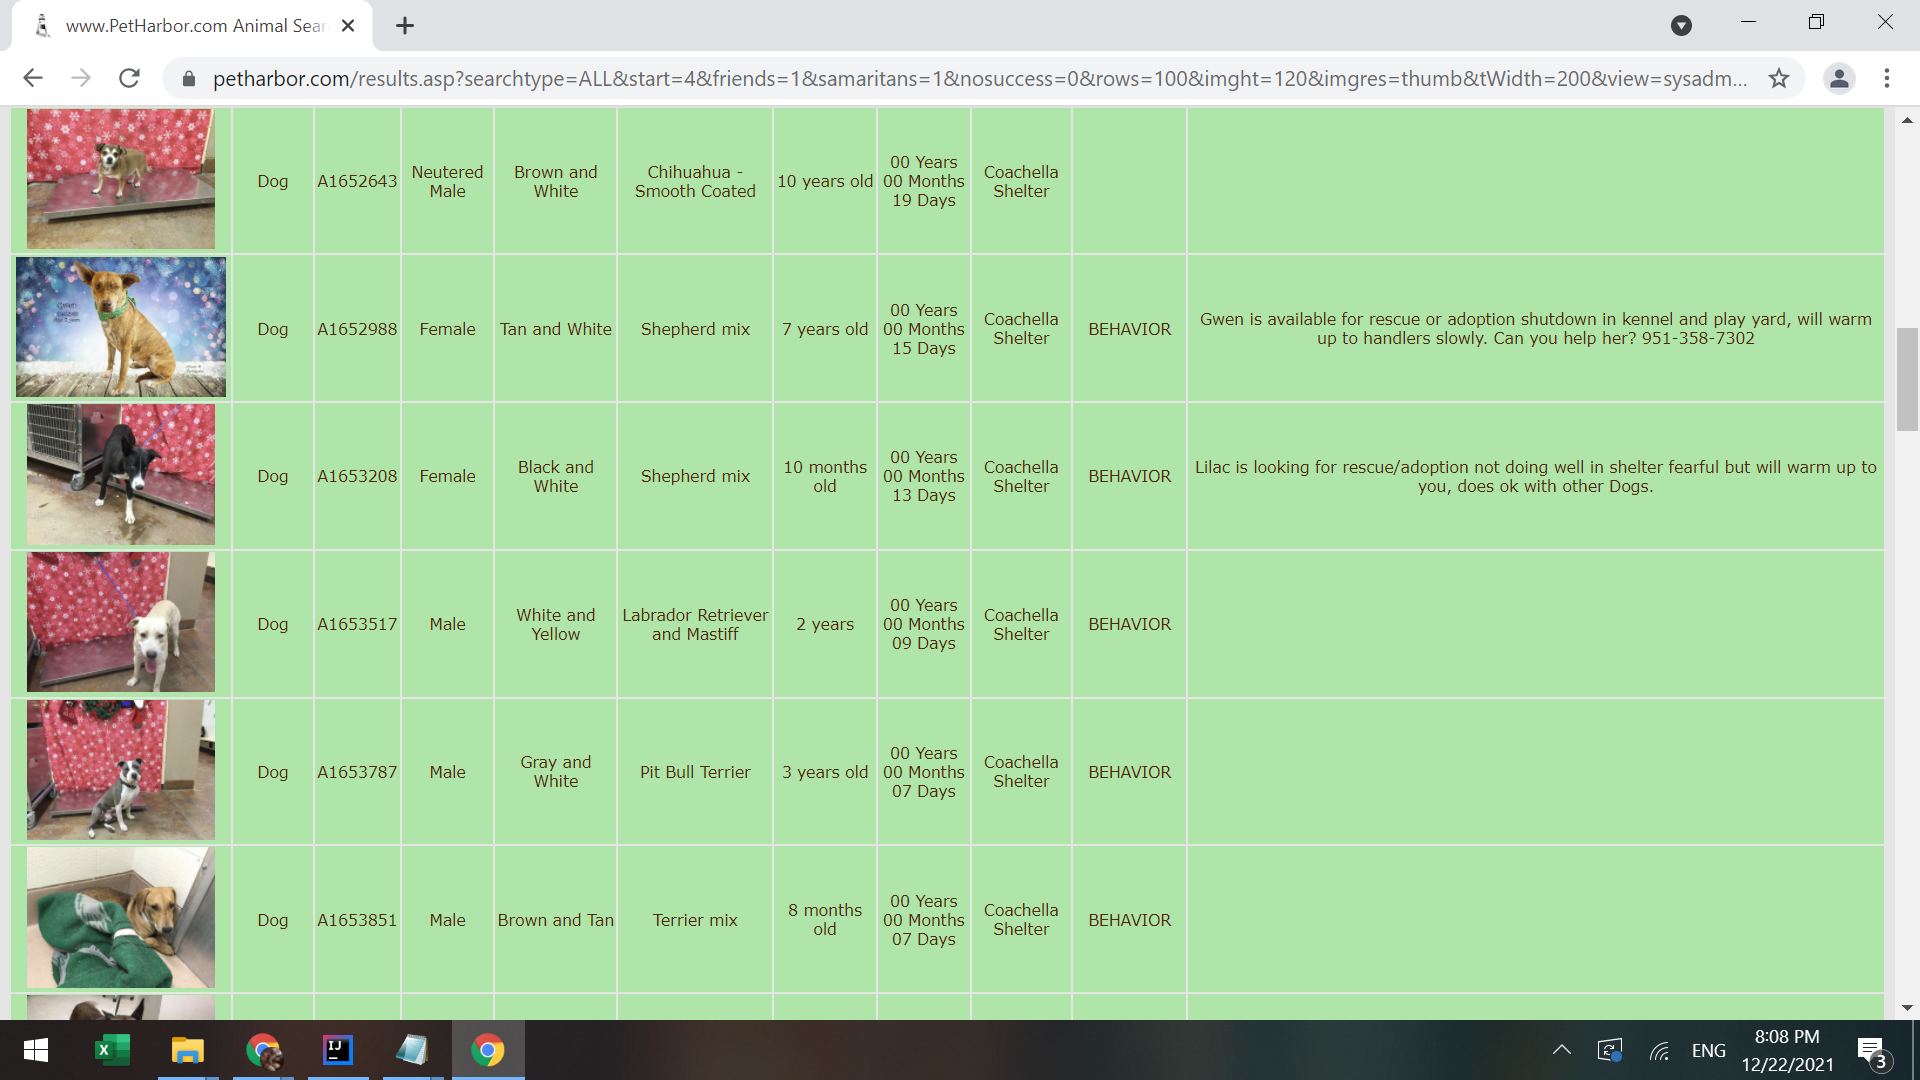 www.PetHarbor.com Animal Sear
petharbor.com/results.asp?searchtype=ALL&start=4&friends=1&samaritans=1&nosuccess=0&rows=100&imght=120&imgres=thumb&tWidth=200&view=sysadm...
Dog
A1652643
Neutered
Male
Brown and
White
Chihuahua -
Smooth Coated
10 years old
00 Years
00 Months
19 Days
Coachella
Shelter
Gwen
Dog
A1652988
Female
Tan and White
Shepherd mix
7 years old
00 Years
00 Months
15 Days
Coachella
Shelter
BEHAVIOR
Gwen is available for rescue or adoption shutdown in kennel and play yard, will warm
up to handlers slowly. Can you help her? 951-358-7302
Dog
A1653208
Female
Black and
White
Shepherd mix
10 months
old
00 Years
00 Months
13 Days
Coachella
Shelter
BEHAVIOR
Lilac is looking for rescue/adoption not doing well in shelter fearful but will warm up to
you, does ok with other Dogs.
Dog
A1653517
Male
White and
Yellow
Labrador Retriever
and Mastiff
2 years
00 Years
00 Months
09 Days
Coachella
Shelter
BEHAVIOR
Dog
A1653787
Male
Gray and
White
Pit Bull Terrier
3 years old
00 Years
00 Months
07 Days
Coachella
Shelter
BEHAVIOR
Dog
A1653851
Male
Brown and Tan
Terrier mix
8 months
old
00 Years
00 Months
07 Days
Coachella
Shelter
BEHAVIOR
IJ
ENG
8:08 PM
12/22/2021
3